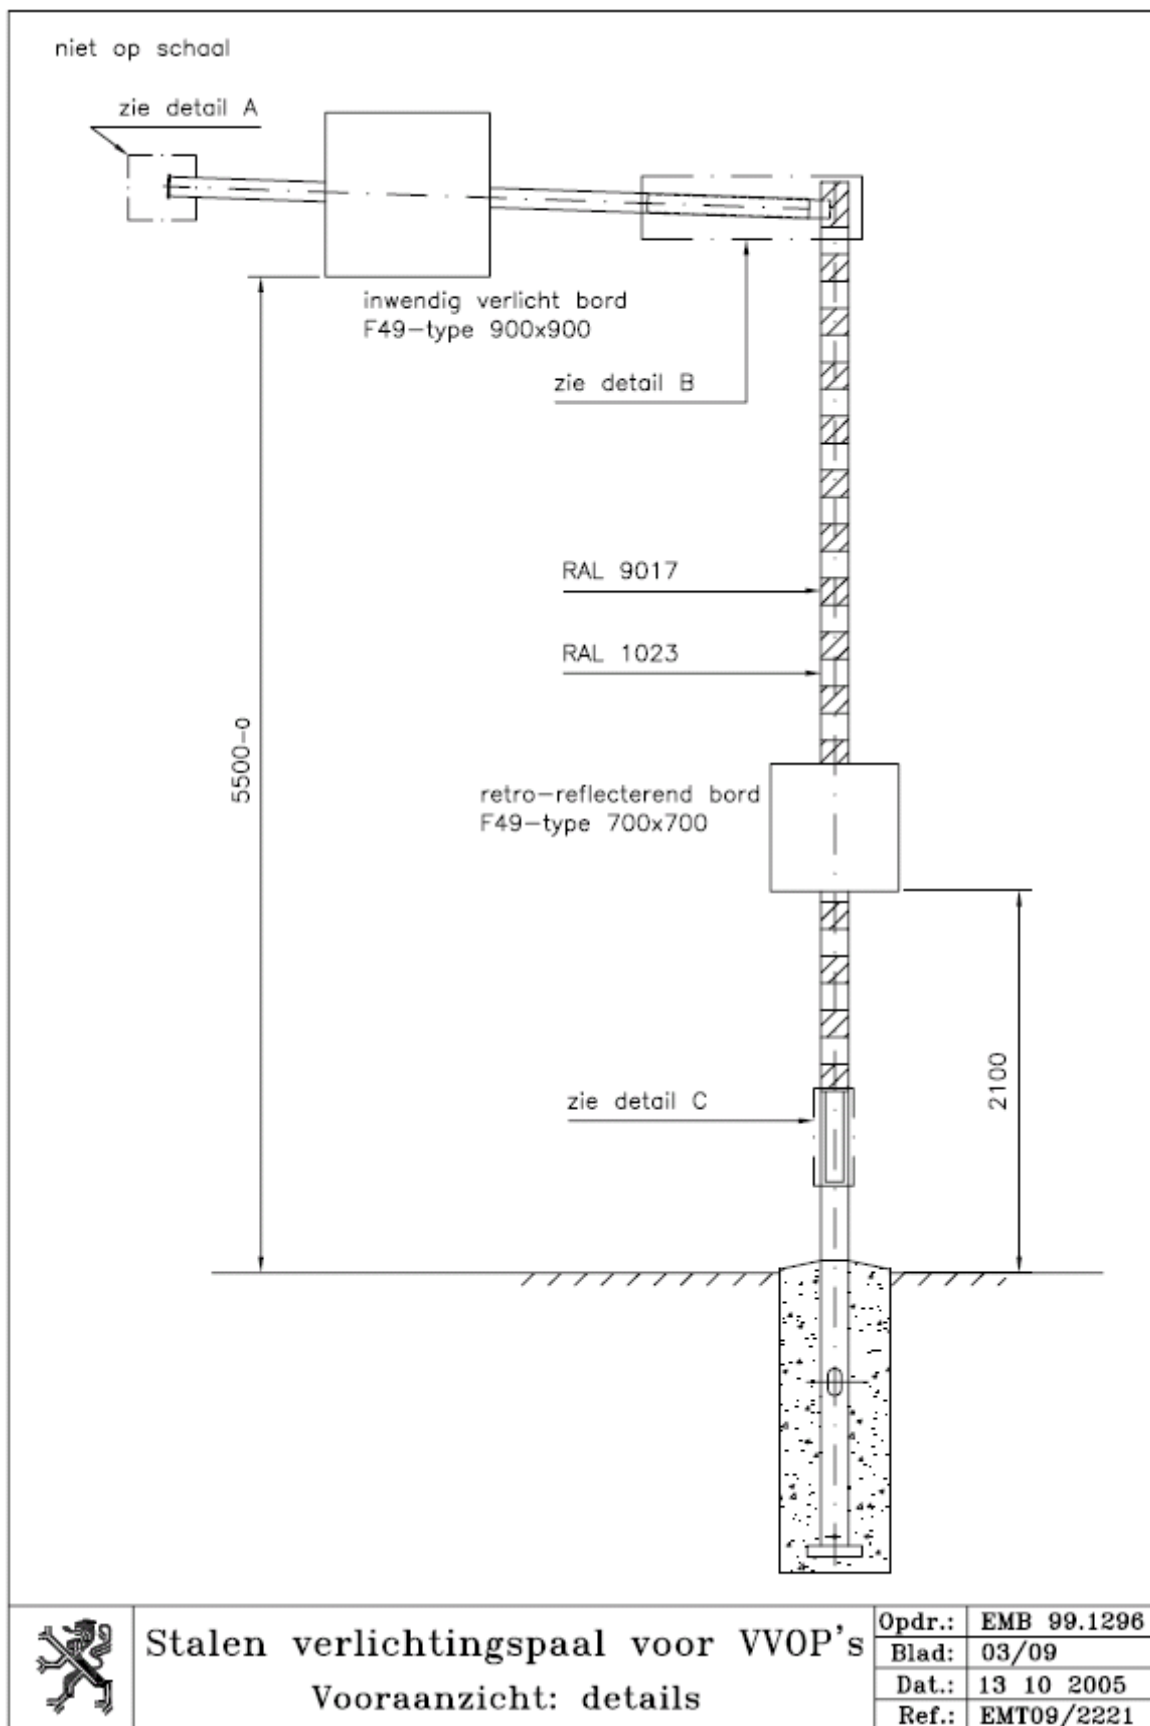 niet op schaal
zie detail A
inwendig verlicht bord
F49-type 900x900
zie detail B
RAL 9017
RAL 1023
5500-0
retro-reflecterend bord
F49-type 700x700
2100
zie detail C
Stalen verlichtingspaal voor VVOP's
Vooraanzicht: details
Opdr.: EMB 99.1296
Blad: 03/09
Dat.: 13 10 2005
Ref.: EMT09/2221